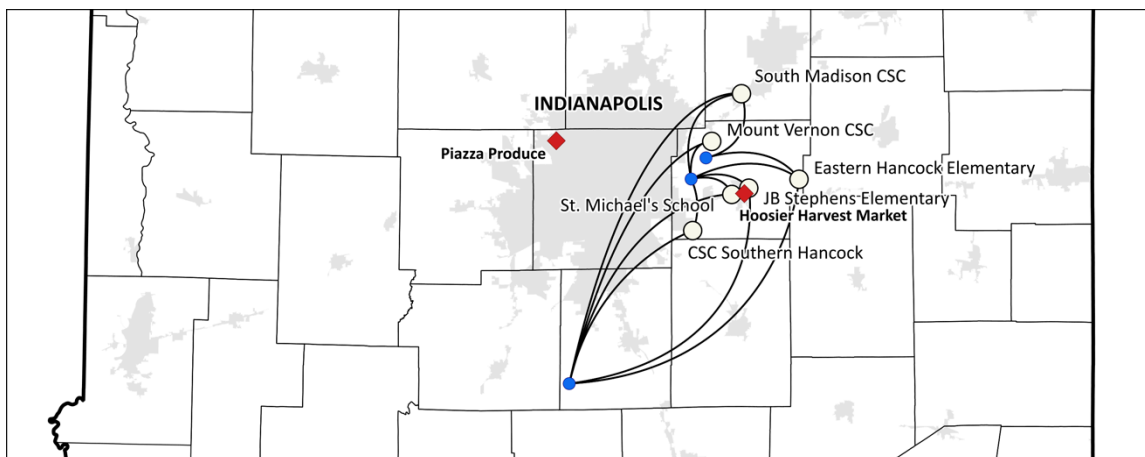 South Madison CSC
INDIANAPOLIS
Mount Vernon CSC
Piazza Produce
Eastern Hancock Elementary
JB Stephens Elementary
St. Michael's School
Hoosier Harvest Market
CSC Southern Hancock